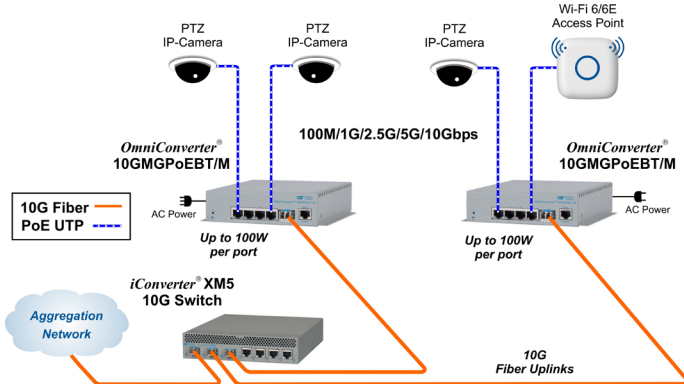 PTZ
IP-Camera
PTZ
IP-Camera
PTZ
IP-Camera
Wi-Fi 6/6E
Access Point
100M/1G/2.5G/5G/10Gbps
OmniConverter®
10GMGPoEBT/M
OmniConverter®
10GMGPoEBT/M
10G Fiber
PoE UTP
AC Power
AC Power
Up to 100W
per port
Up to 100W
per port
iConverter® XM5
10G Switch
Aggregation
Network
10G
Fiber Uplinks